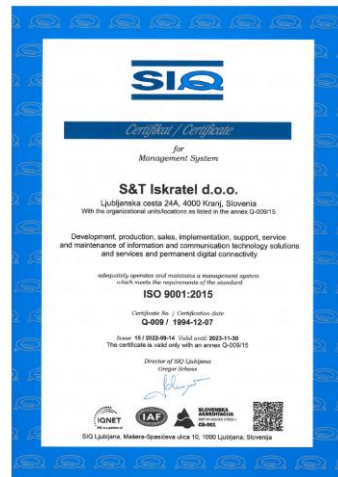 SIQ
Certifikat / Certificate
for
Management System
S&T Iskratel d.o.o.
Ljubljanska cesta 24A, 4000 Kranj, Slovenia
With the organizational units/locations as listed in the annex Q-009/15
Development, production, sales, implementation, support, service
and maintenance of information and communication technology solutions
and services and permanent digital connectivity
adequately operates and maintains a management system
which meets the requirements of the standard
ISO 9001:2015
Certificate No. / Certification date
Q-009 / 1994-12-07
Issue: 15 / 2022-09-14 Valid until: 2023-11-30
The certificate is valid only with an annex Q-009/15
Director of SIQ Ljubljana
Gregor Schoss
IQNET
IAF
SLOVENSKA
AKREDITACIJA
CS-001
SIQ Ljubljana, Mašera-Spasićeva ulica 10, 1000 Ljubljana, Slovenia